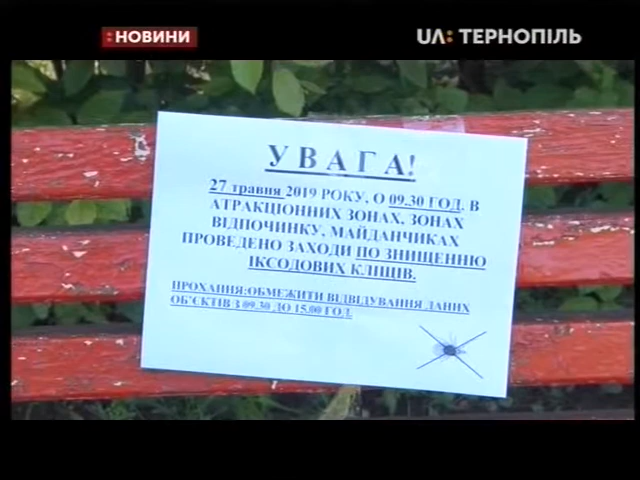 :НОВИНИ
UA: ТЕРНОПІЛЬ
УВАГА!
27 травня 2019 РОКУ, О 09.30 ГОД. В
АТРАКЦІОННИХ ЗОНАХ, ЗОНАХ
ВІДПОЧИНКУ, МАЙДАНЧИКАХ
ПРОВЕДЕНО ЗАХОДИ ПО ЗНИЩЕННЮ
ІКСОДОВИХ КЛІЩІВ.
ПРОХАННЯ:ОБМЕЖИТИ ВІДВІДУВАННЯ ДАНИХ
ОБ'ЄКТІВ З 09.30 ДО 15.00 ГОД.